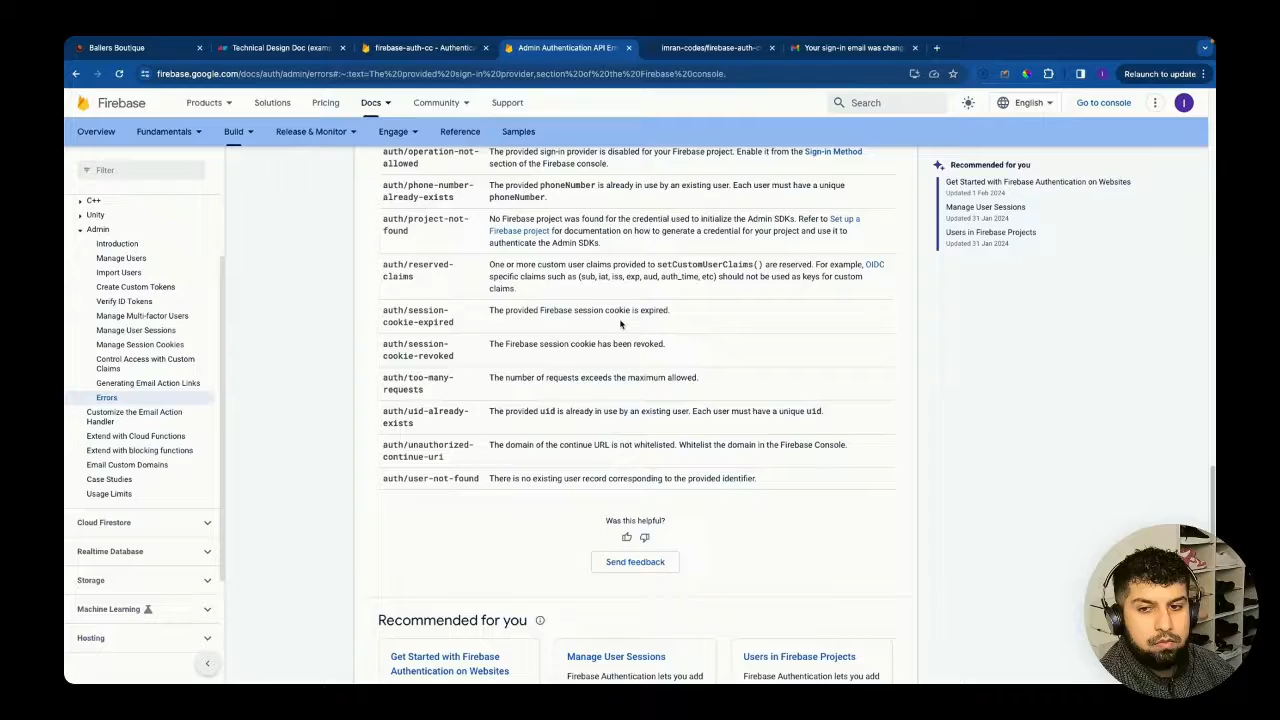 Ballers Boutique
Technical Design Doc (exam
firebase-auth-cc - Authentic
Admin Authentication API Er
imran-codes/firebase-auth-c
Your sign-in email was chan
firebase.google.com/docs/auth/admin/errors#:~:text=The%20provided%20sign-in%20provider,section%20of%20the%20Firebase%20console.
Relaunch to update
Firebase
Products
Solutions
Pricing
Docs
Community
Support
Search
English
Go to console
I
Overview
Fundamentals
Build
Release & Monitor
Engage
Reference
Samples
Filter
C++
Unity
Admin
Introduction
Manage Users
Import Users
Create Custom Tokens
Verify ID Tokens
Manage Multi-factor Users
Manage User Sessions
Manage Session Cookies
Control Access with Custom
Claims
Generating Email Action Links
Errors
Customize the Email Action
Handler
Extend with Cloud Functions
Extend with blocking functions
Email Custom Domains
Case Studies
Usage Limits
Cloud Firestore
Realtime Database
Storage
Machine Learning
Hosting
auth/operation-not-
allowed
The provided sign-in provider is disabled for your Firebase project. Enable it from the Sign-in Method
section of the Firebase console.
auth/phone-number-
already-exists
The provided phoneNumber is already in use by an existing user. Each user must have a unique
phoneNumber.
auth/project-not-
found
No Firebase project was found for the credential used to initialize the Admin SDKs. Refer to Set up a
Firebase project for documentation on how to generate a credential for your project and use it to
authenticate the Admin SDKs.
auth/reserved-
claims
One or more custom user claims provided to setCustomUserClaims() are reserved. For example, OIDC
specific claims such as (sub, iat, iss, exp, aud, auth_time, etc) should not be used as keys for custom
claims.
auth/session-
cookie-expired
The provided Firebase session cookie is expired.
auth/session-
cookie-revoked
The Firebase session cookie has been revoked.
auth/too-many-
requests
The number of requests exceeds the maximum allowed.
auth/uid-already-
exists
The provided uid is already in use by an existing user. Each user must have a unique uid.
auth/unauthorized-
continue-uri
The domain of the continue URL is not whitelisted. Whitelist the domain in the Firebase Console.
auth/user-not-found
There is no existing user record corresponding to the provided identifier.
Was this helpful?
Send feedback
Recommended for you
Get Started with Firebase
Authentication on Websites
Manage User Sessions
Firebase Authentication lets you add
Users in Firebase Projects
Firebase Authentication lets you add
Recommended for you
Get Started with Firebase Authentication on Websites
Updated 1 Feb 2024
Manage User Sessions
Updated 31 Jan 2024
Users in Firebase Projects
Updated 31 Jan 2024